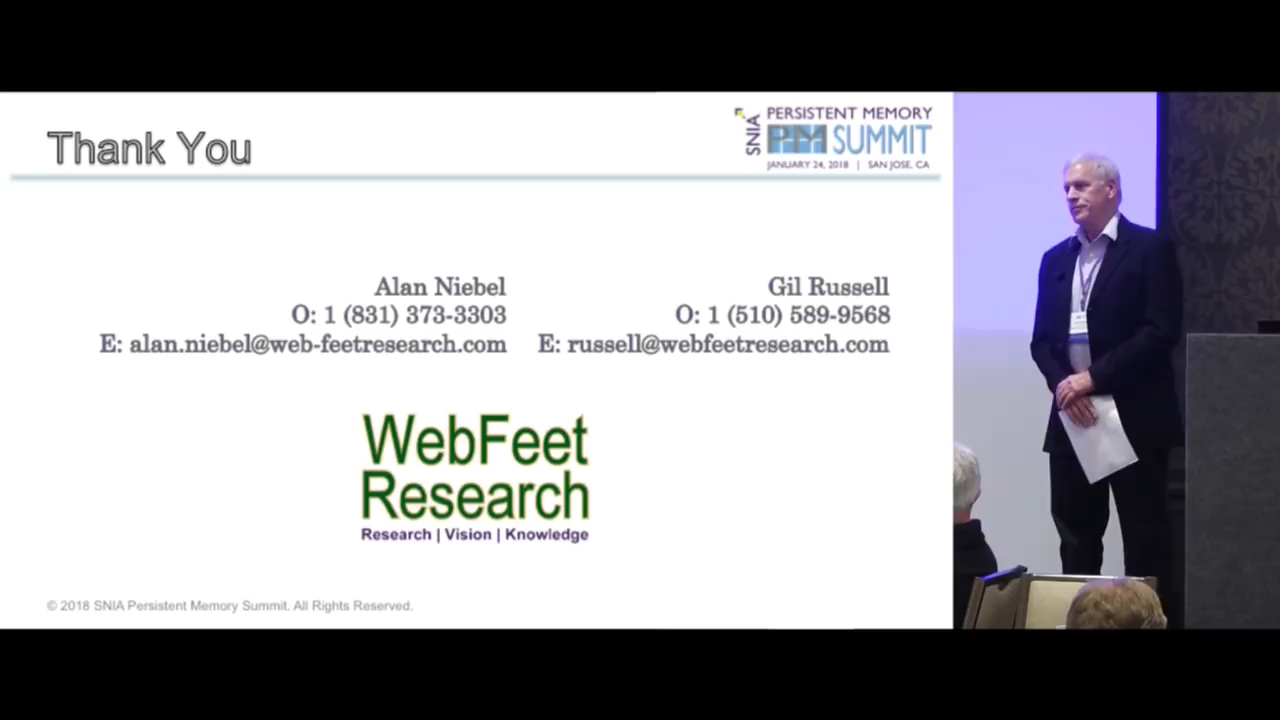 Thank You
SNIA
PERSISTENT MEMORY
PM SUMMIT
JANUARY 24, 2018 | SAN JOSE, CA
Alan Niebel
O: 1 (831) 373-3303
E: alan.niebel@web-feetresearch.com
Gil Russell
O: 1 (510) 589-9568
E: russell@webfeetresearch.com
WebFeet
Research
Research | Vision | Knowledge
© 2018 SNIA Persistent Memory Summit. All Rights Reserved.